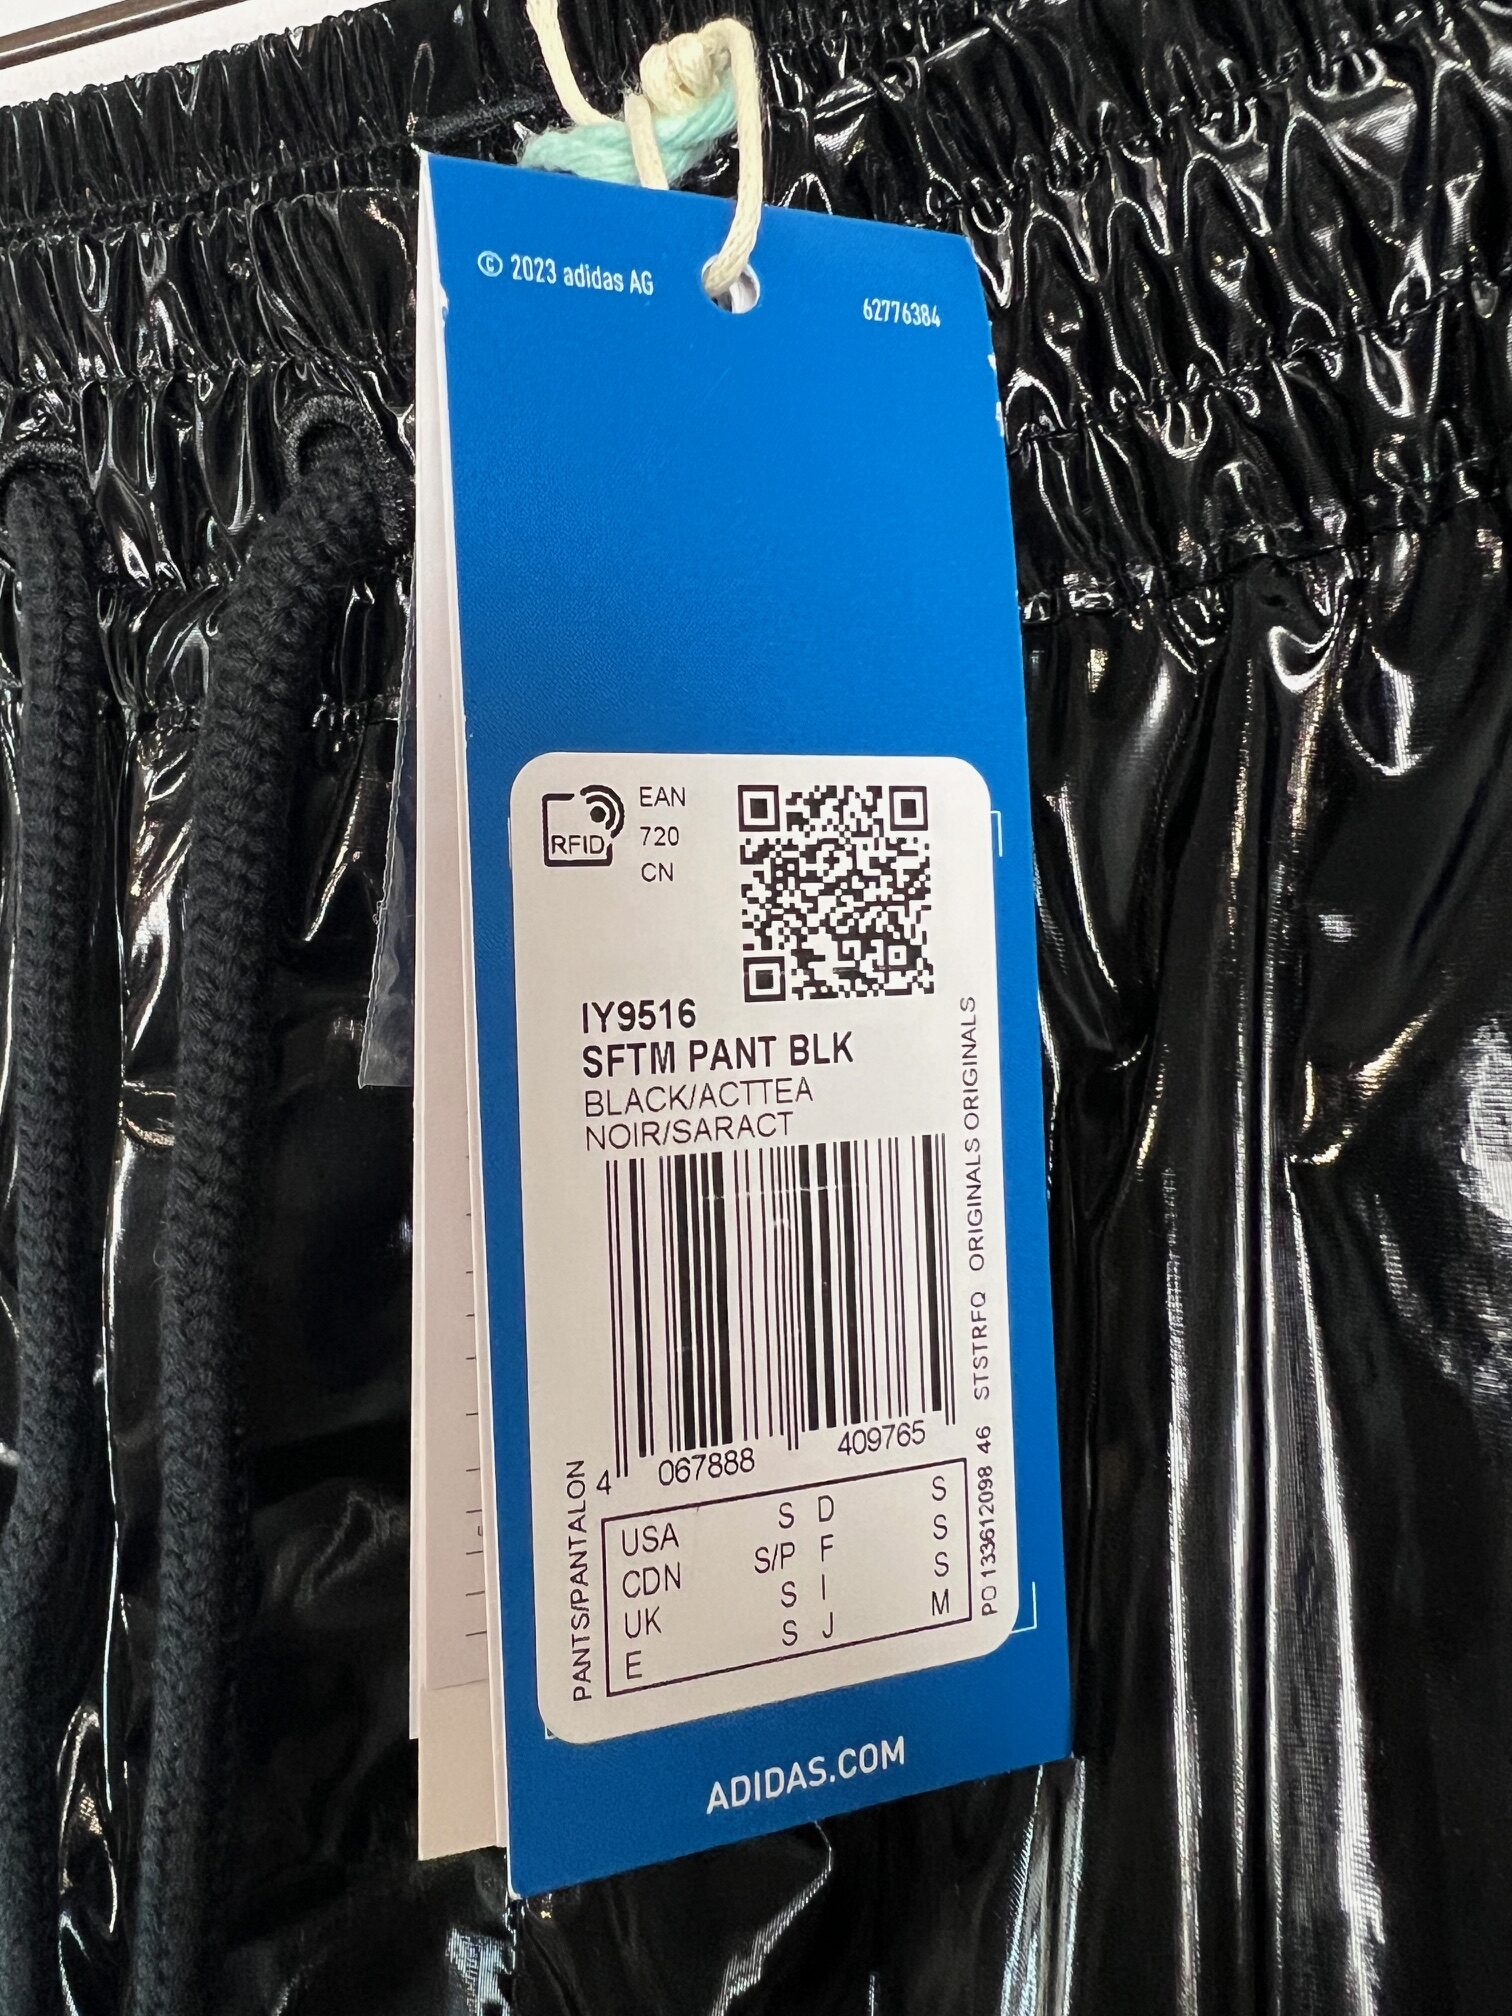 © 2023 adidas AG
62776384
RFID
EAN
720
CN
IY9516
SFTM PANT BLK
BLACK/ACTTEA
NOIR/SARACT
4 067888 409765
PANTS/PANTALON
USA S D S
CDN S/P F S
UK S I S
E S J M
PO 133612098 46 STSTRFQ ORIGINALS ORIGINALS
ADIDAS.COM